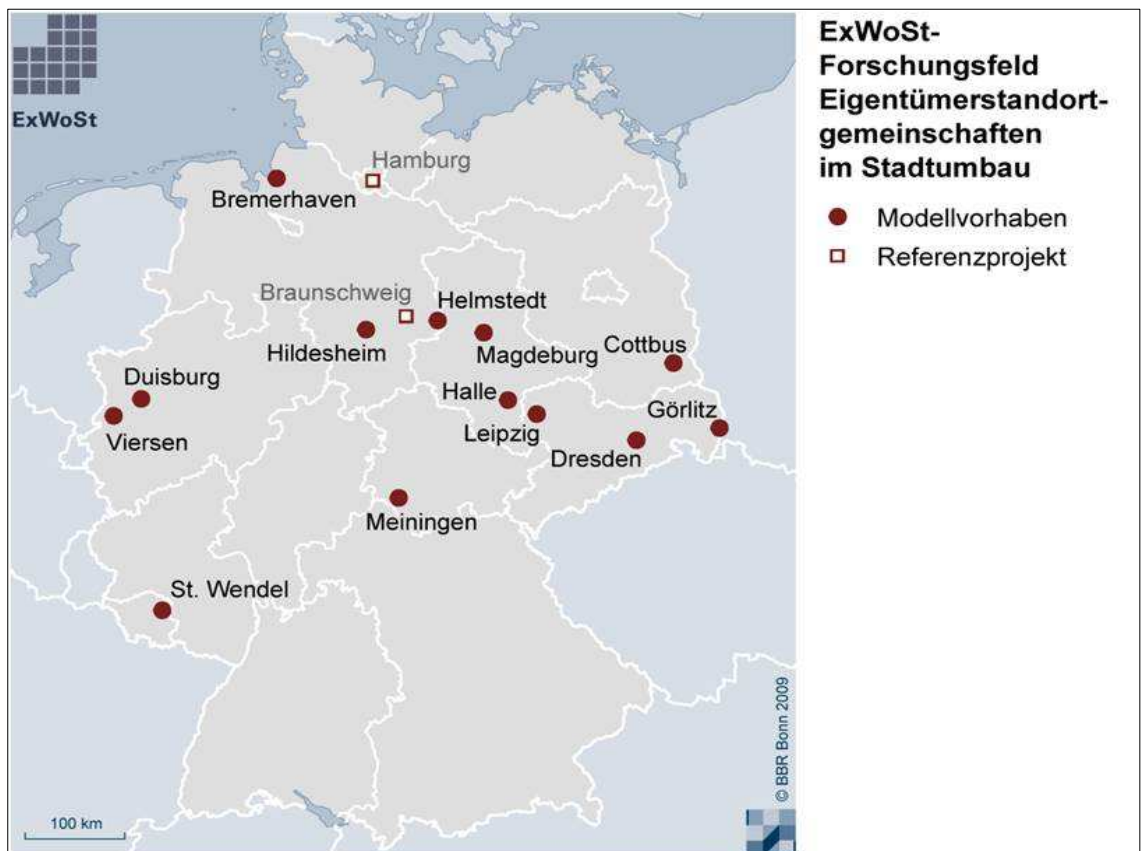 ExWoSt
ExWoSt-
Forschungsfeld
Eigentümerstandort-
gemeinschaften
im Stadtumbau
Modellvorhaben
Referenzprojekt
Hamburg
Bremerhaven
Braunschweig
Helmstedt
Hildesheim
Magdeburg
Cottbus
Duisburg
Halle
Görlitz
Viersen
Leipzig
Dresden
Meiningen
St. Wendel
100 km
© BBR Bonn 2009